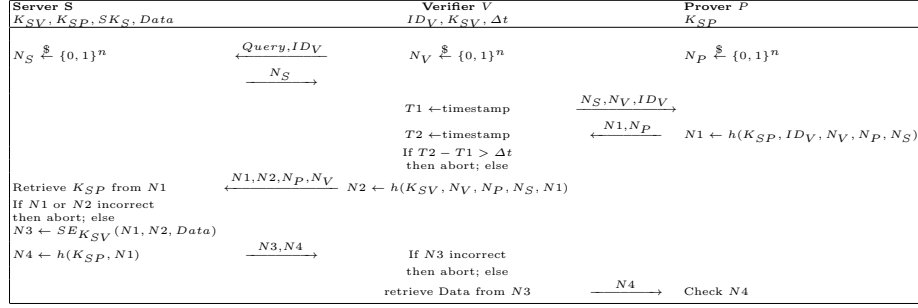 Server S Verifier V Prover P
K_SV, K_SP, SK_S, Data ID_V, K_SV, Δt K_SP
N_S ←$ {0, 1}^n Query,ID_V N_V ←$ {0, 1}^n N_P ←$ {0, 1}^n
N_S
T1 ←timestamp N_S,N_V,ID_V
T2 ←timestamp N1,N_P N1 ← h(K_SP, ID_V, N_V, N_P, N_S)
If T2 − T1 > Δt
then abort; else
Retrieve K_SP from N1 N1,N2,N_P,N_V N2 ← h(K_SV, N_V, N_P, N_S, N1)
If N1 or N2 incorrect
then abort; else
N3 ← SE_K_SV(N1, N2, Data)
N4 ← h(K_SP, N1) N3,N4 If N3 incorrect
then abort; else
retrieve Data from N3 N4 Check N4